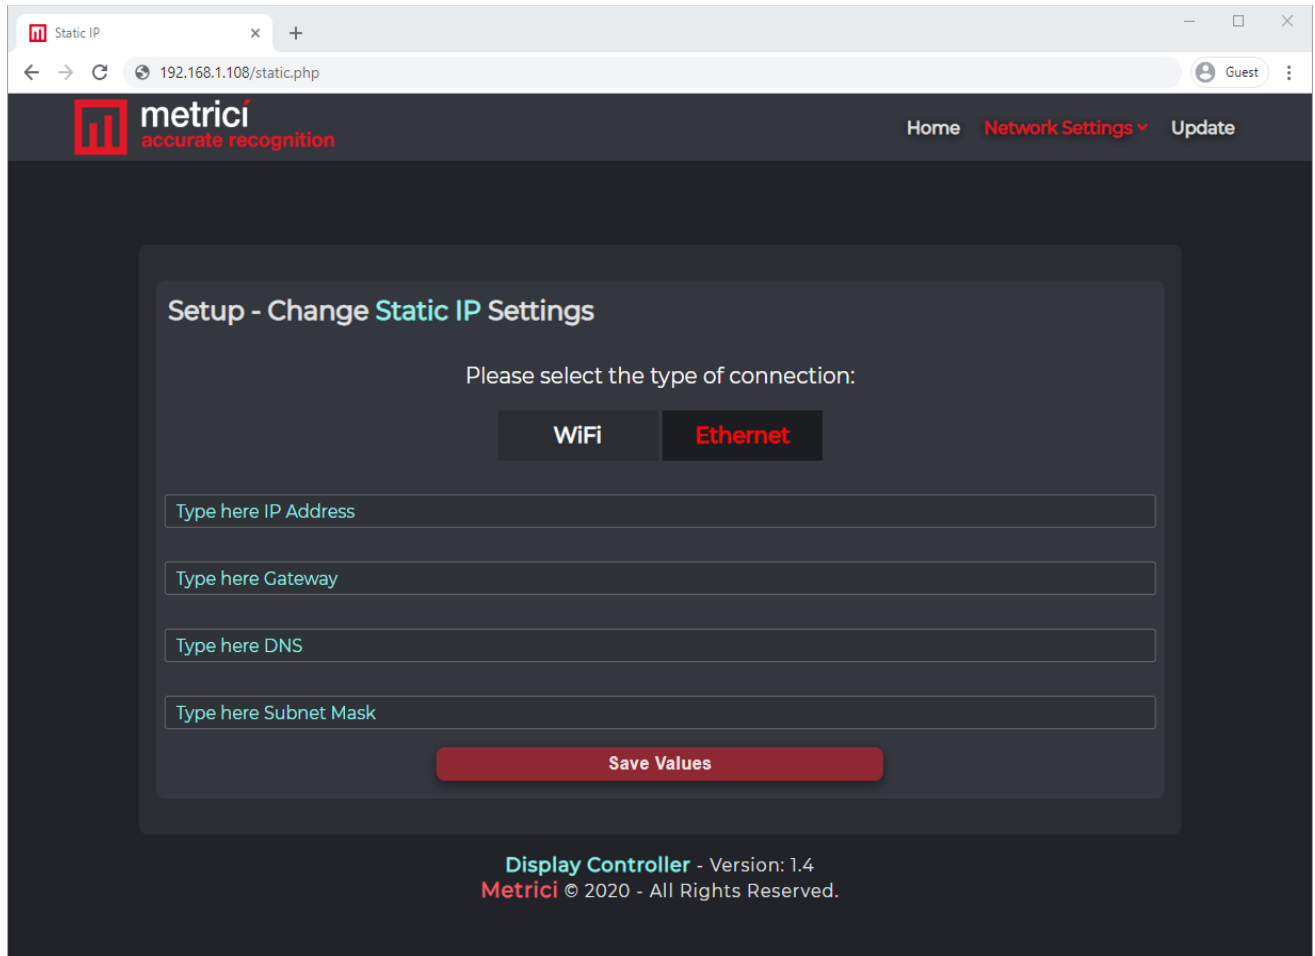 Static IP
192.168.1.108/static.php
Guest
metrici
accurate recognition
Home Network Settings Update
Setup - Change Static IP Settings
Please select the type of connection:
WiFi Ethernet
Type here IP Address
Type here Gateway
Type here DNS
Type here Subnet Mask
Save Values
Display Controller - Version: 1.4
Metrici © 2020 - All Rights Reserved.